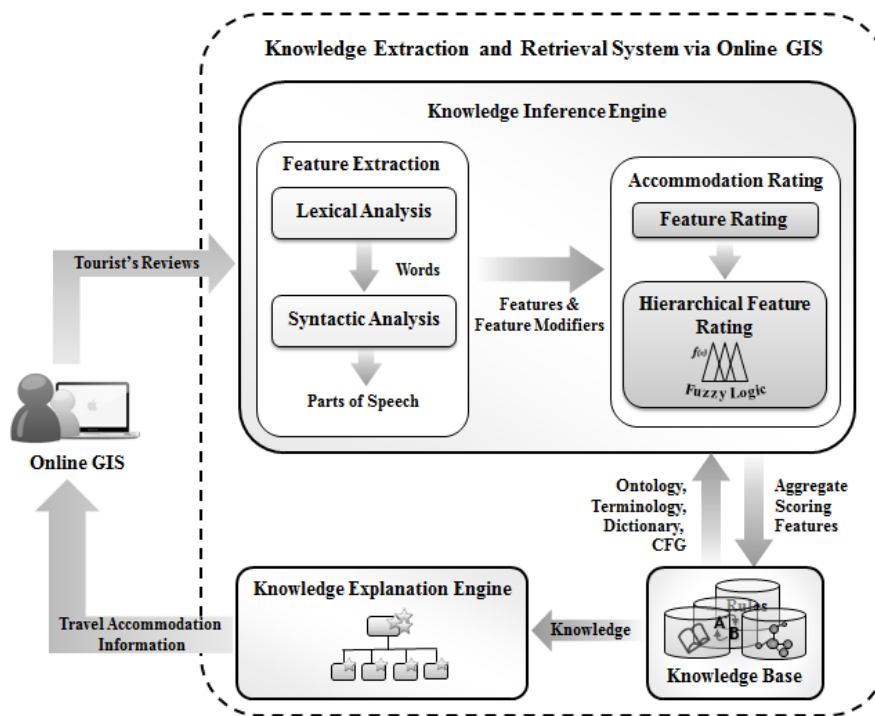 Knowledge Extraction and Retrieval System via Online GIS
Knowledge Inference Engine
Feature Extraction
Lexical Analysis
Words
Syntactic Analysis
Parts of Speech
Features &
Feature Modifiers
Accommodation Rating
Feature Rating
Hierarchical Feature
Rating
f(x)
Fuzzy Logic
Tourist's Reviews
Online GIS
Ontology,
Terminology,
Dictionary,
CFG
Aggregate
Scoring
Features
Knowledge Explanation Engine
Travel Accommodation
Information
Knowledge
Rules
A
B
Knowledge Base